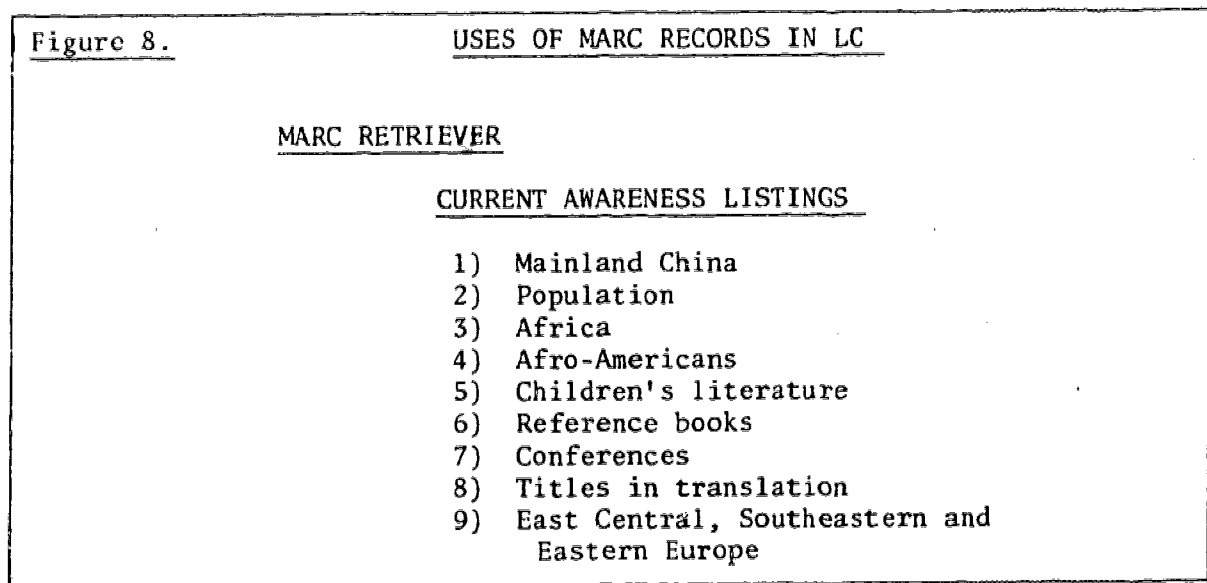 Figure 8.
USES OF MARC RECORDS IN LC
MARC RETRIEVER
CURRENT AWARENESS LISTINGS
1) Mainland China
2) Population
3) Africa
4) Afro-Americans
5) Children's literature
6) Reference books
7) Conferences
8) Titles in translation
9) East Central, Southeastern and
Eastern Europe